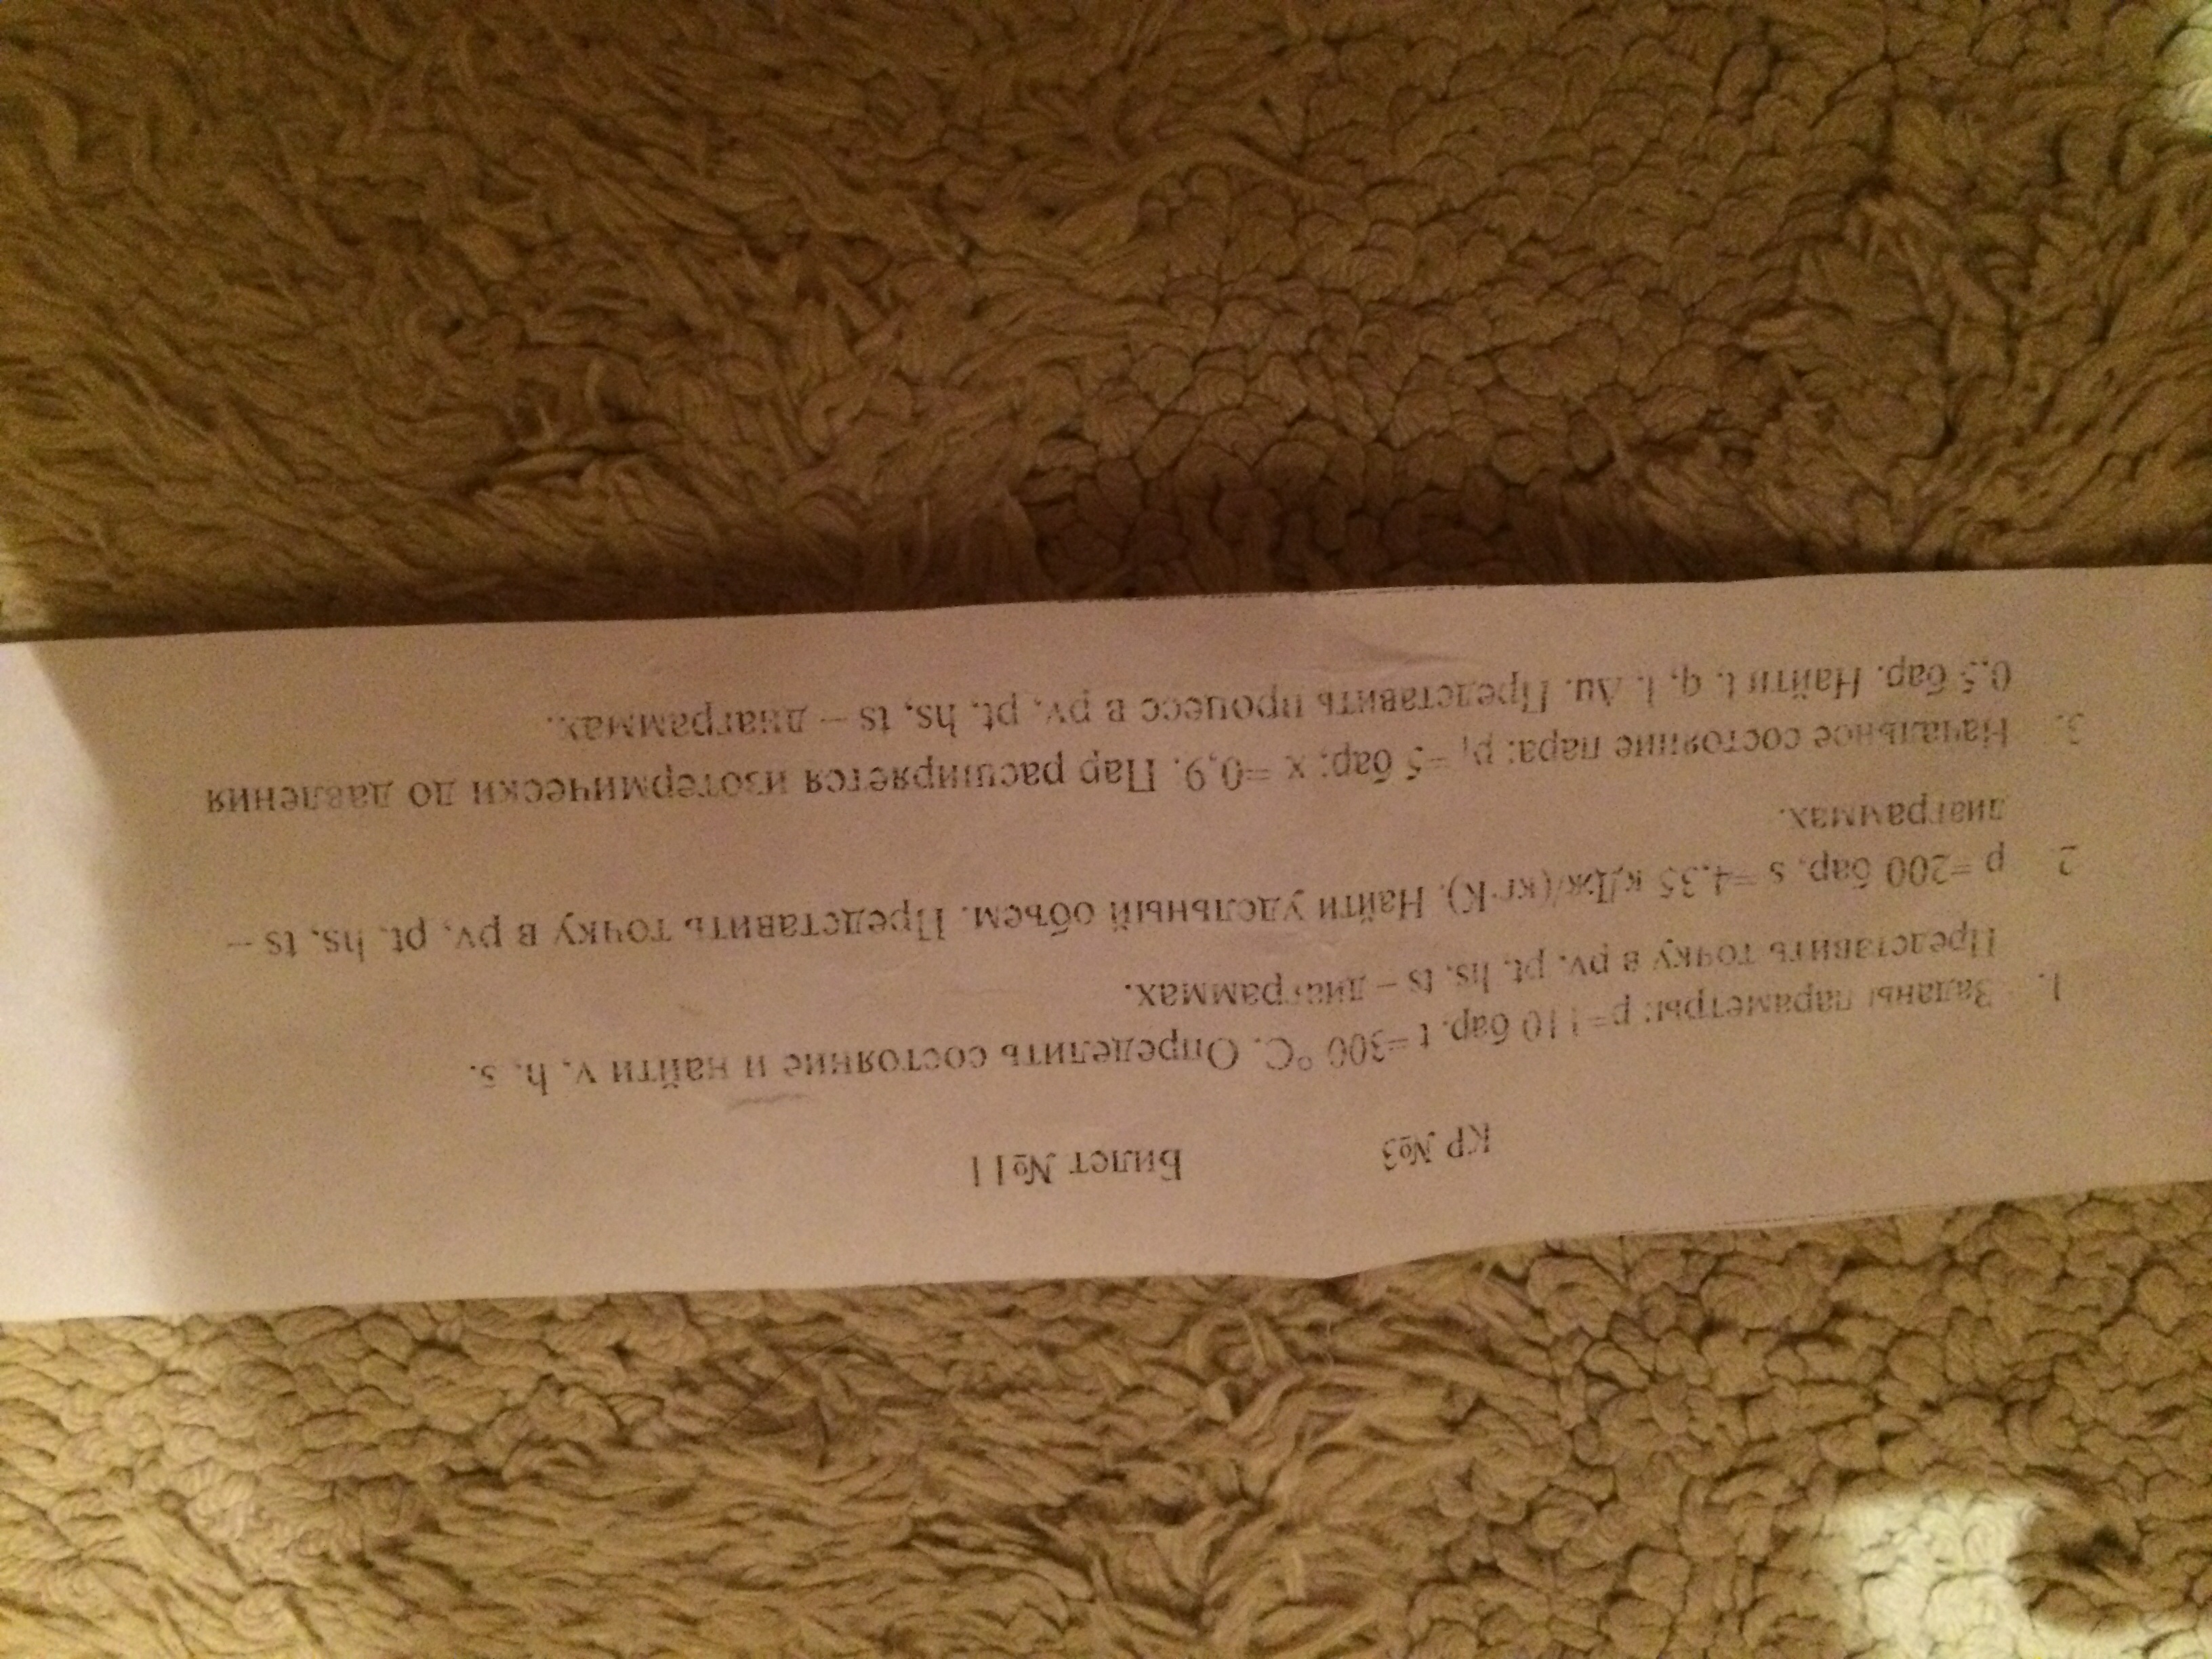 КР №3 Билет №11
1. Заданы параметры: p=110 бар, t =300 °C. Определить состояние и найти v, h, s.
Представить точку в pv, pt, hs, ts – диаграммах.
2 p =200 бар, s =4,35 кДж/(кг·К). Найти удельный объем. Представить точку в pv, pt, hs, ts –
диаграммах.
3. Начальное состояние пара: p₁ =5 бар; x =0,9. Пар расширяется изотермически до давления
0,5 бар. Найти t, q, l, Δu. Представить процесс в pv, pt, hs, ts – диаграммах.